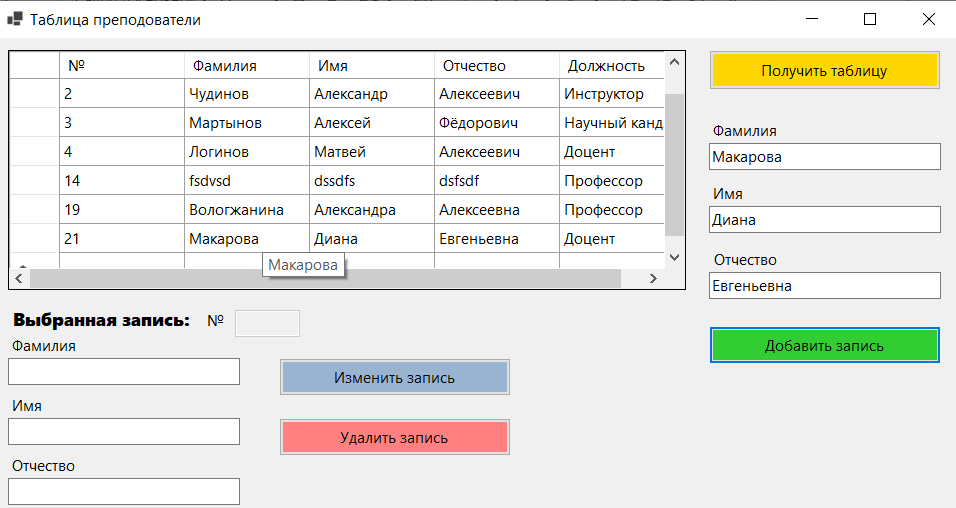 Таблица преподователи
№ Фамилия Имя Отчество Должность
2 Чудинов Александр Алексеевич Инструктор
3 Мартынов Алексей Фёдорович Научный канд
4 Логинов Матвей Алексеевич Доцент
14 fsdvsd dssdfs dsfsdf Профессор
19 Вологжанина Александра Алексеевна Профессор
21 Макарова Диана Евгеньевна Доцент
Макарова
Получить таблицу
Фамилия
Макарова
Имя
Диана
Отчество
Евгеньевна
Добавить запись
Выбранная запись: №
Фамилия
Имя
Отчество
Изменить запись
Удалить запись